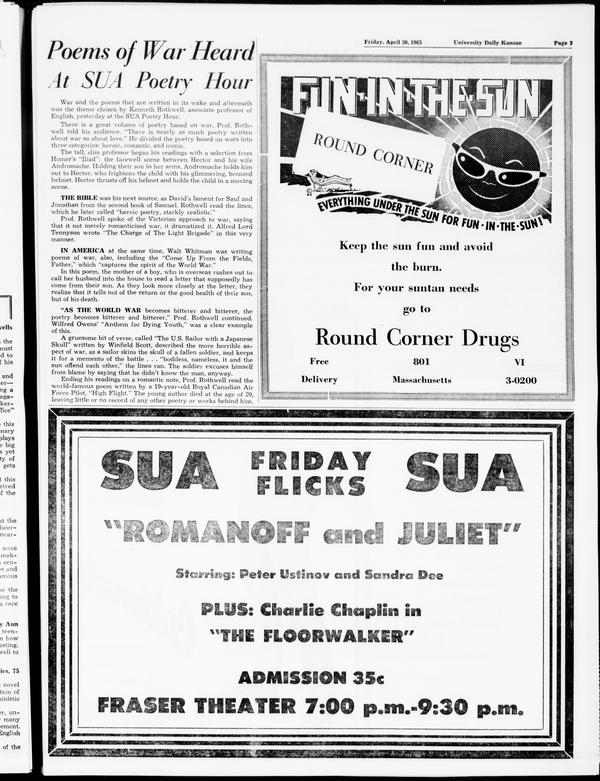 Friday, April 30, 1965 University Daily Kansan Page 3
Poems of War Heard
At SUA Poetry Hour
War and the poems that are written in its wake and aftermath
was the theme chosen by Kenneth Rothwell, associate professor of
English, yesterday at the SUA Poetry Hour.
There is a great volume of poetry based on war, Prof. Roth-
well told his audience. "There is nearly as much poetry written
about war as about love." He divided the poetry based on wars into
three categories: heroic, romantic, and ironic.
The tall, slim professor began his readings with a selection from
Homer's "Iliad": the farewell scene between Hector and his wife
Andromache. Holding their son in her arms, Andromache holds him
out to Hector, who frightens the child with his glimmering, bronzed
helmet. Hector thrusts off his helmet and holds the child in a moving
scene.
THE BIBLE was his next source, as David's lament for Saul and
Jonathan from the second book of Samuel. Rothwell read the lines,
which he later called "heroic poetry, starkly realistic."
Prof. Rothwell spoke of the Victorian approach to war, saying
that it not merely romanticized war, it dramatized it. Alfred Lord
Tennyson wrote "The Charge of The Light Brigade" in this very
manner.
IN AMERICA at the same time, Walt Whitman was writing
poems of war, also, including the "Come Up From the Fields,
Father," which "captures the spirit of the World War."
In this poem, the mother of a boy, who is overseas rushes out to
call her husband into the house to read a letter that supposedly has
come from their son. As they look more closely at the letter, they
realize that it tells not of the return or the good health of their son,
but of his death.
"AS THE WORLD WAR becomes bitterer and bitterer, the
poetry becomes bitterer and bitterer," Prof. Rothwell continued.
Wilfred Owens' "Anthem for Dying Youth," was a clear example
of this.
A gruesome bit of verse, called "The U.S. Sailor with a Japanese
Skull" written by Winfield Scott, described the more horrible as-
pect of war, as a sailor skins the skull of a fallen soldier, and keeps
it for a memento of the battle . . . "bodiless, nameless, it and the
sun offend each other," the lines ran. The soldier excuses himself
from blame by saying that he didn't know the man, anyway.
Ending his readings on a romantic note, Prof. Rothwell read the
world-famous poem written by a 19-year-old Royal Canadian Air
Force Pilot, "High Flight." The young author died at the age of 20,
leaving little or no record of any other poetry or works behind him.
FUN-IN-THE-SUN
ROUND CORNER
EVERYTHING UNDER THE SUN FOR FUN-IN-THE-SUN!
Keep the sun fun and avoid
the burn.
For your suntan needs
go to
Round Corner Drugs
Free 801 VI
Delivery Massachusetts 3-0200
SUA FRIDAY FLICKS SUA
"ROMANOFF and JULIET"
Starring: Peter Ustinov and Sandra Dee
PLUS: Charlie Chaplin in
"THE FLOORWALKER"
ADMISSION 35c
FRASER THEATER 7:00 p.m.-9:30 p.m.